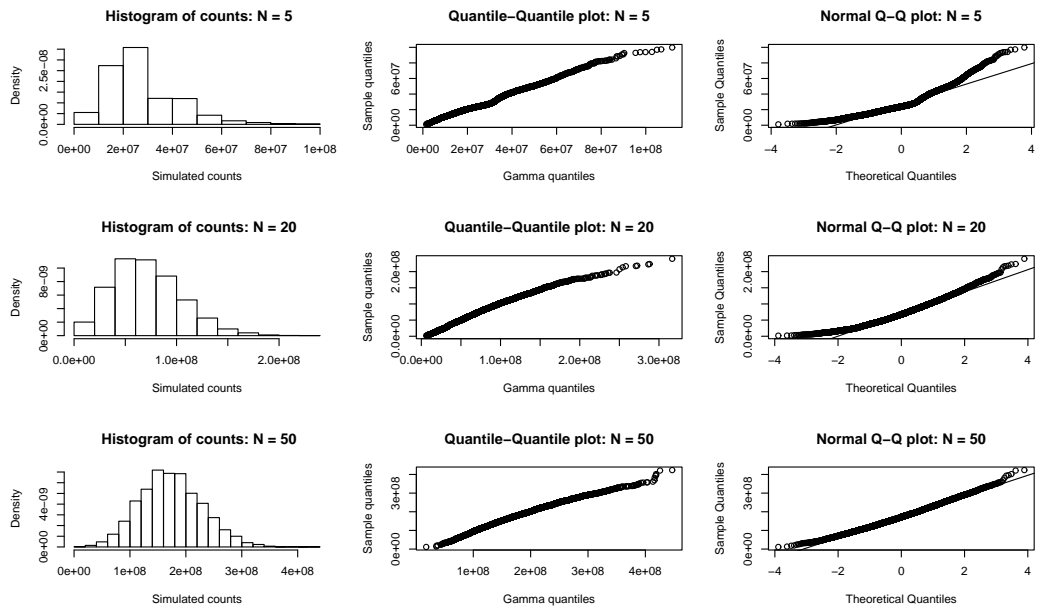 Histogram of counts: N = 5
Density
0.0e+00 2.5e-08
0e+00 2e+07 4e+07 6e+07 8e+07 1e+08
Simulated counts
Quantile−Quantile plot: N = 5
Sample quantiles
0e+00 6e+07
0e+00 2e+07 4e+07 6e+07 8e+07 1e+08
Gamma quantiles
Normal Q−Q plot: N = 5
Sample Quantiles
0e+00 6e+07
−4 −2 0 2 4
Theoretical Quantiles
Histogram of counts: N = 20
Density
0e+00 8e−09
0.0e+00 1.0e+08 2.0e+08
Simulated counts
Quantile−Quantile plot: N = 20
Sample quantiles
0.0e+00 2.0e+08
0e+00 1e+08 2e+08 3e+08
Gamma quantiles
Normal Q−Q plot: N = 20
Sample Quantiles
0.0e+00 2.0e+08
−4 −2 0 2 4
Theoretical Quantiles
Histogram of counts: N = 50
Density
0e+00 4e−09
0e+00 1e+08 2e+08 3e+08 4e+08
Simulated counts
Quantile−Quantile plot: N = 50
Sample quantiles
0e+00 3e+08
1e+08 2e+08 3e+08 4e+08
Gamma quantiles
Normal Q−Q plot: N = 50
Sample Quantiles
0e+00 3e+08
−4 −2 0 2 4
Theoretical Quantiles